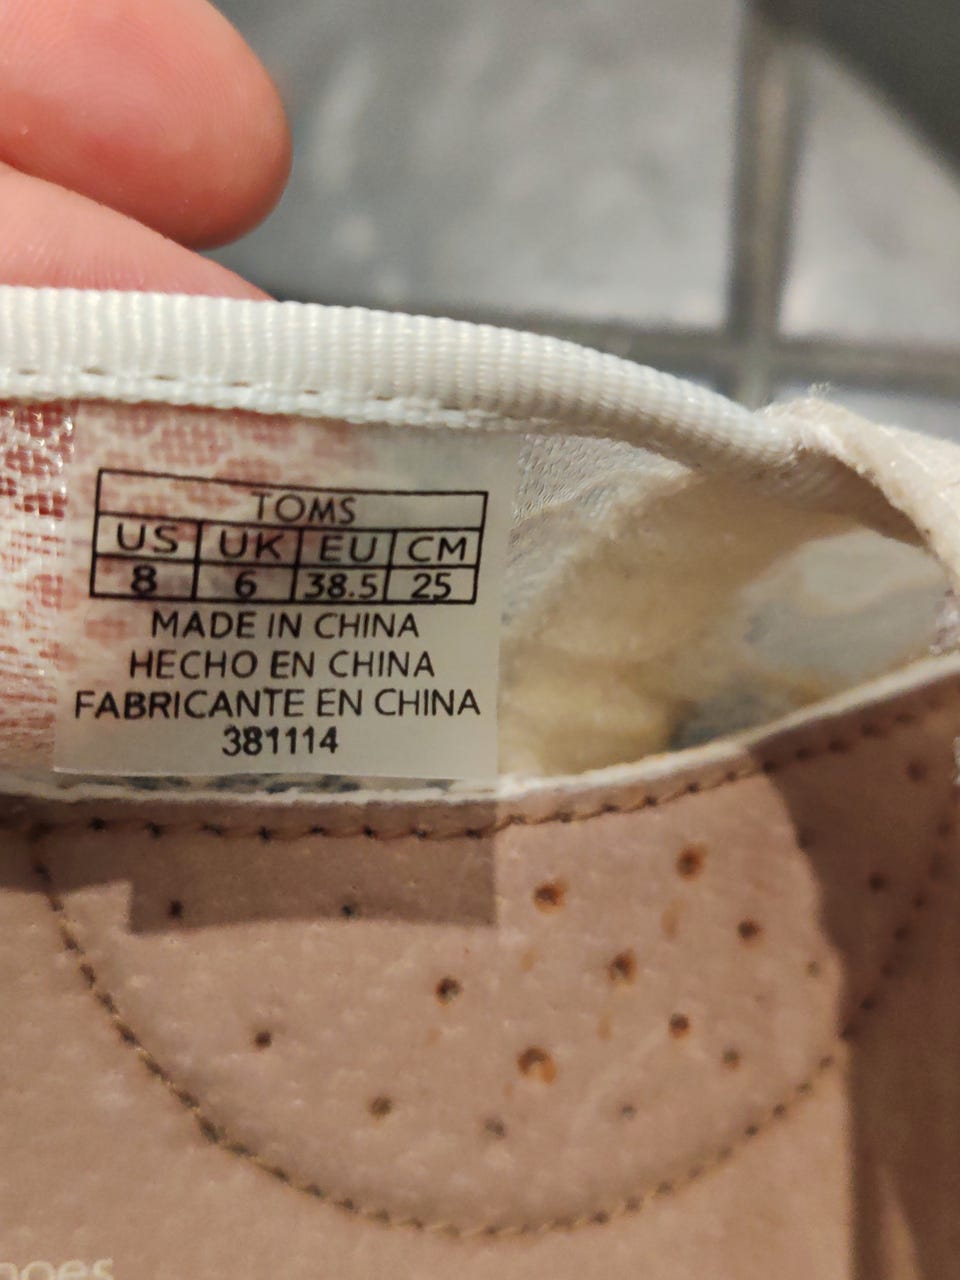 TOMS
US UK EU CM
8 6 38.5 25
MADE IN CHINA
HECHO EN CHINA
FABRICANTE EN CHINA
381114